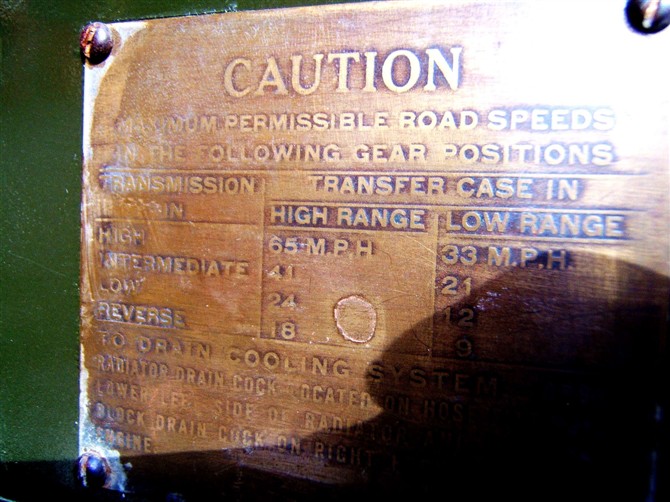 CAUTION
MAXIMUM PERMISSIBLE ROAD SPEEDS
IN THE FOLLOWING GEAR POSITIONS
TRANSMISSION TRANSFER CASE IN
IN HIGH RANGE LOW RANGE
HIGH 65 M.P.H. 33 M.P.H.
INTERMEDIATE 41 21
LOW 24 12
REVERSE 18 9
TO DRAIN COOLING SYSTEM
RADIATOR DRAIN COCK LOCATED ON HOSE
LOWER LEFT SIDE OF RADIATOR AND
BLOCK DRAIN COCK ON RIGHT
ENGINE.